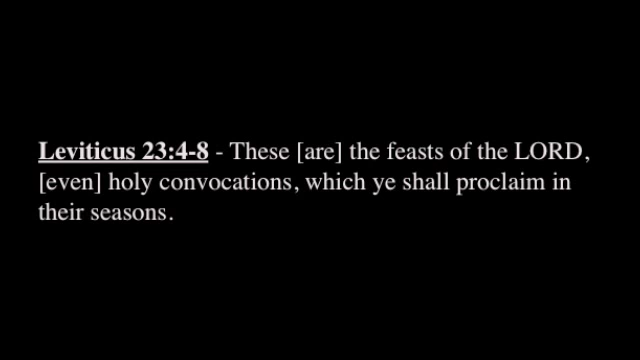 Leviticus 23:4-8 - These [are] the feasts of the LORD,
[even] holy convocations, which ye shall proclaim in
their seasons.